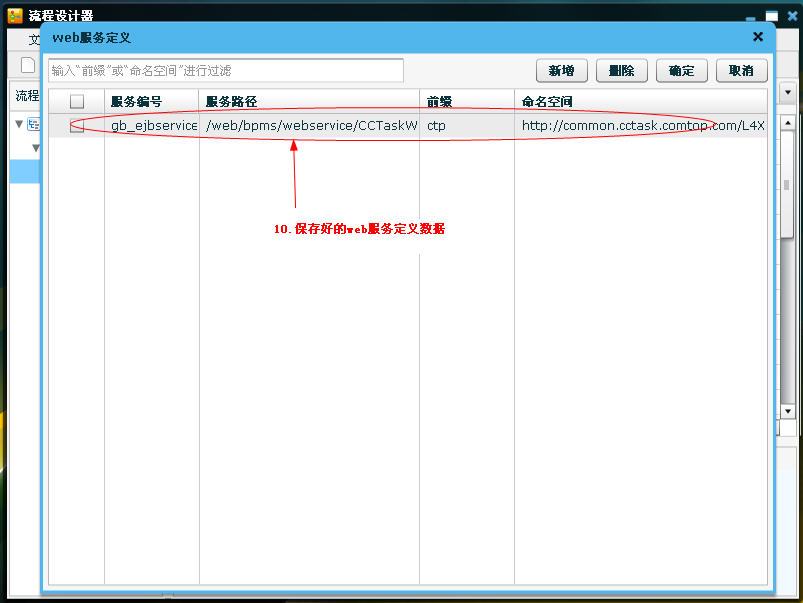 流程设计器
文
web服务定义
输入“前缀”或“命名空间”进行过滤
新增
删除
确定
取消
流程
服务编号
服务路径
前缀
命名空间
gb_ejbservice
/web/bpms/webservice/CCTaskW
ctp
http://common.cctask.comtop.com/L4X
10.保存好的web服务定义数据